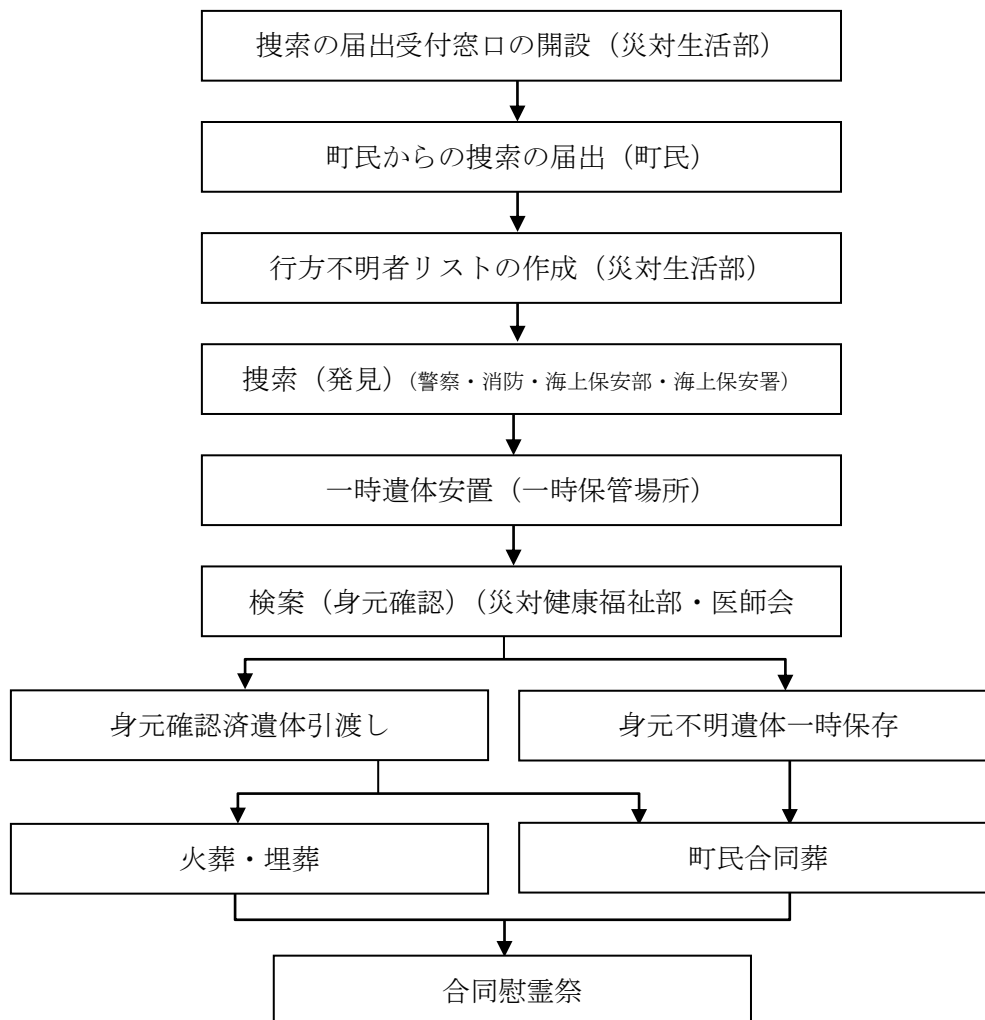 捜索の届出受付窓口の開設（災対生活部）
町民からの捜索の届出（町民）
行方不明者リストの作成（災対生活部）
捜索（発見）（警察・消防・海上保安部・海上保安署）
一時遺体安置（一時保管場所）
検案（身元確認）（災対健康福祉部・医師会
身元確認済遺体引渡し
身元不明遺体一時保存
火葬・埋葬
町民合同葬
合同慰霊祭